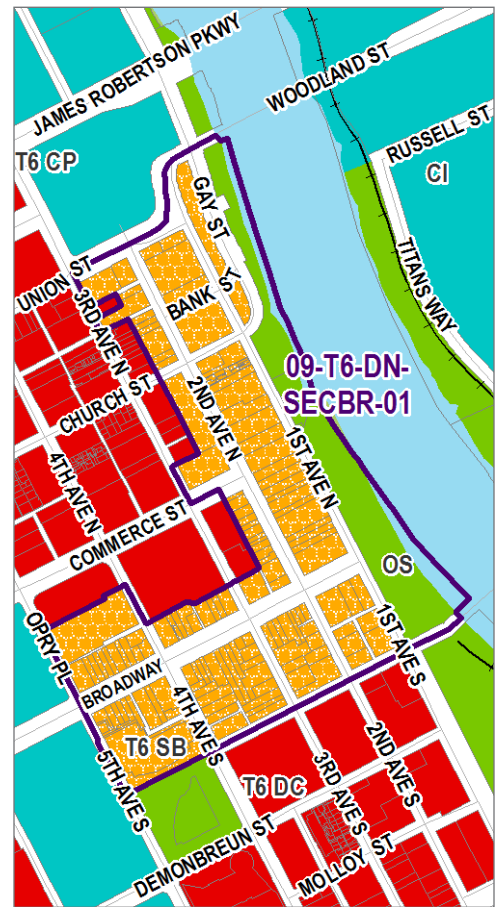 JAMES ROBERTSON PKWY
WOODLAND ST
RUSSELL ST
T6 CP
CI
GAY ST
UNION ST
BANK ST
TITANS WAY
3RD AVE N
09-T6-DN-
SECBR-01
CHURCH ST
2ND AVE N
1ST AVE N
4TH AVE N
COMMERCE ST
OS
OPRY PL
1ST AVE S
BROADWAY
4TH AVE S
T6 SB
5TH AVE S
T6 DC
3RD AVE S
2ND AVE S
DEMONBREUN ST
MOLLOY ST